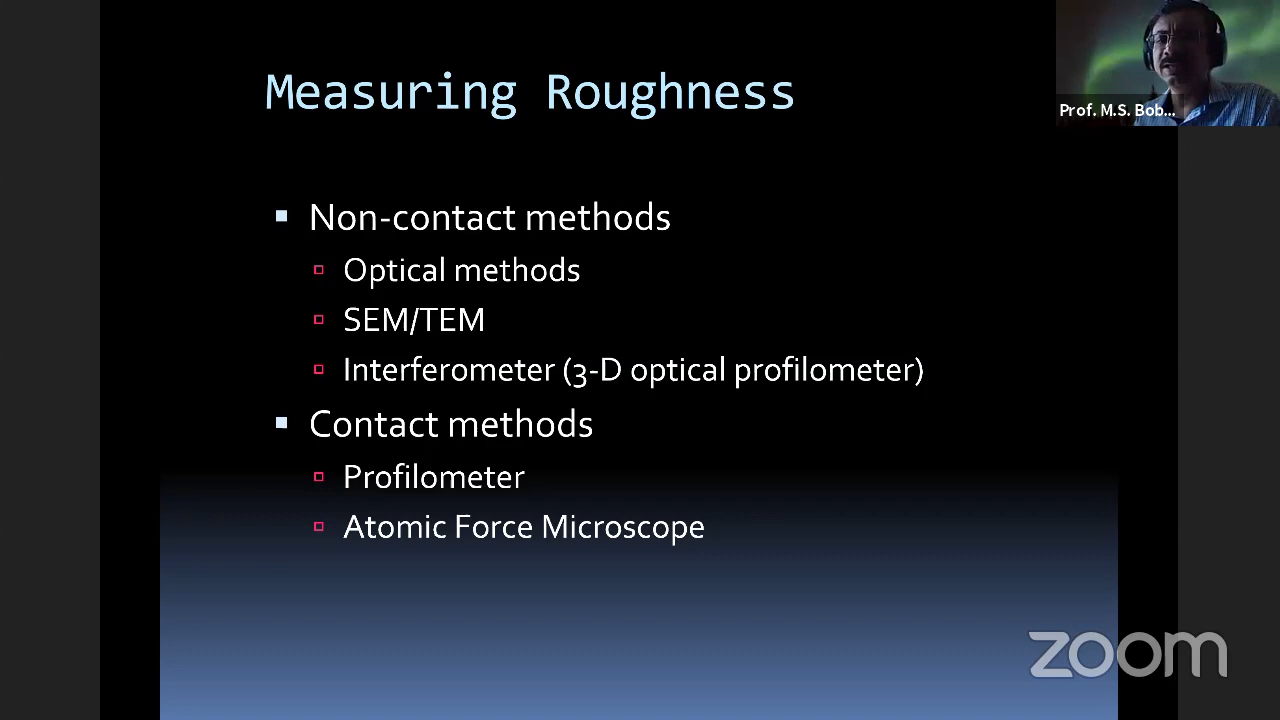 Measuring Roughness
Prof. M.S. Bob...
Non-contact methods
Optical methods
SEM/TEM
Interferometer (3-D optical profilometer)
Contact methods
Profilometer
Atomic Force Microscope
zoom